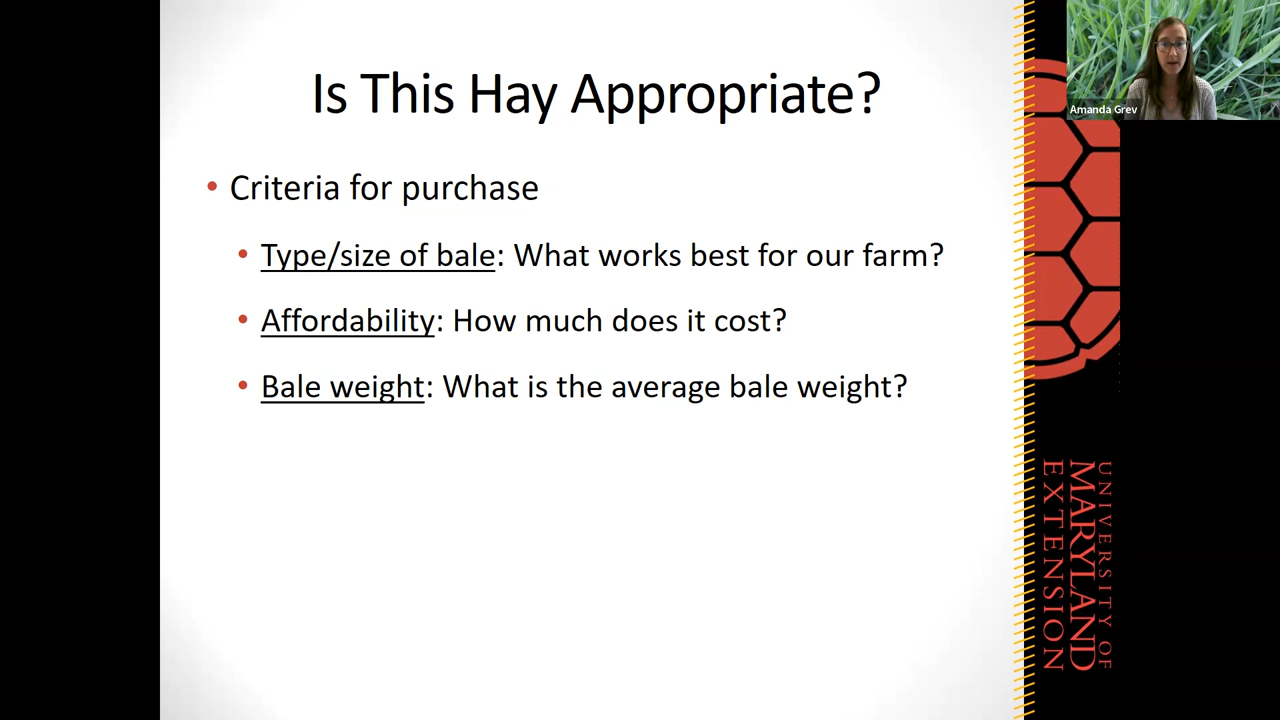 Is This Hay Appropriate?
• Criteria for purchase
• Type/size of bale: What works best for our farm?
• Affordability: How much does it cost?
• Bale weight: What is the average bale weight?
Amanda Grev
UNIVERSITY OF
MARYLAND
EXTENSION